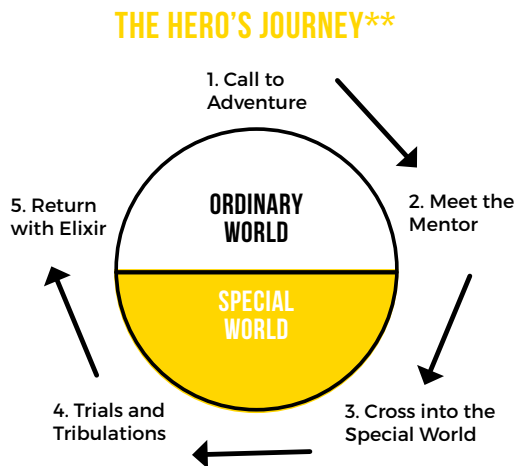 THE HERO'S JOURNEY**
1. Call to
Adventure
2. Meet the
Mentor
3. Cross into the
Special World
4. Trials and
Tribulations
5. Return
with Elixir
ORDINARY
WORLD
SPECIAL
WORLD